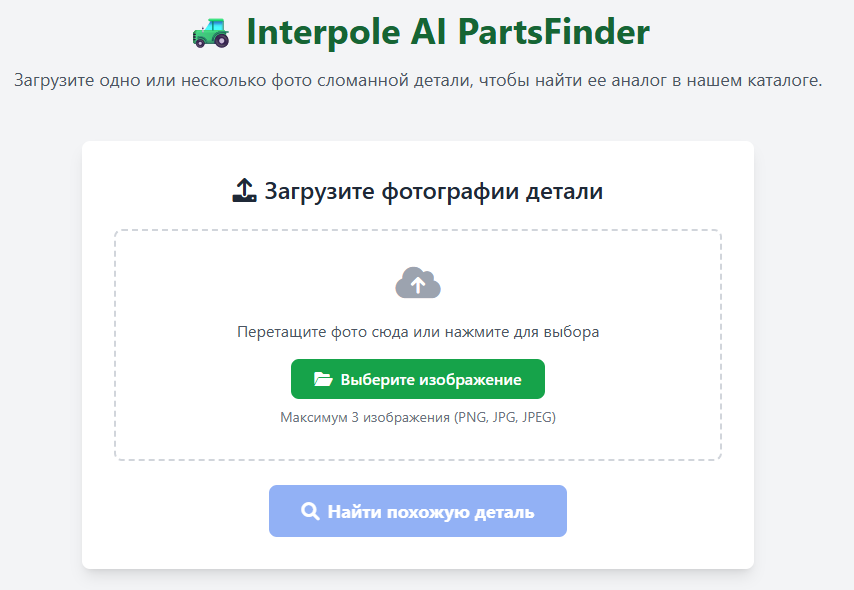 Interpole AI PartsFinder
Загрузите одно или несколько фото сломанной детали, чтобы найти ее аналог в нашем каталоге.
Загрузите фотографии детали
Перетащите фото сюда или нажмите для выбора
Выберите изображение
Максимум 3 изображения (PNG, JPG, JPEG)
Найти похожую деталь